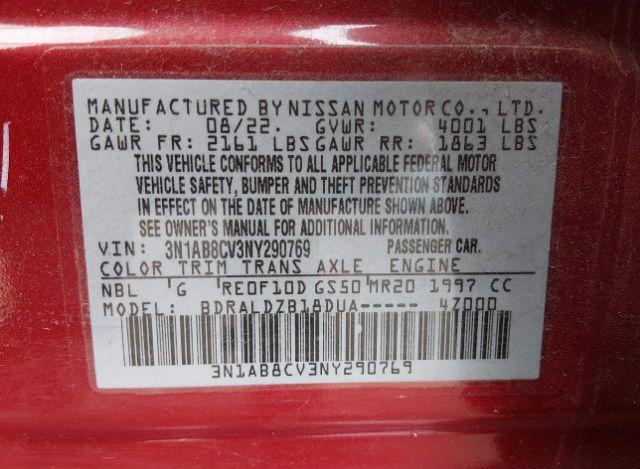 MANUFACTURED BY NISSAN MOTOR CO., LTD.
DATE: 08/22. GVWR: 4001 LBS
GAWR FR: 2161 LBS GAWR RR: 1863 LBS
THIS VEHICLE CONFORMS TO ALL APPLICABLE FEDERAL MOTOR
VEHICLE SAFETY, BUMPER AND THEFT PREVENTION STANDARDS
IN EFFECT ON THE DATE OF MANUFACTURE SHOWN ABOVE.
SEE OWNER'S MANUAL FOR ADDITIONAL INFORMATION.
VIN: 3N1AB8CV3NY290769 PASSENGER CAR.
COLOR TRIM TRANS AXLE ENGINE
NBL G RE0F10D GS50 MR20 1997 CC
MODEL: BDRALDZB18DUA----- 4Z000
3N1AB8CV3NY290769